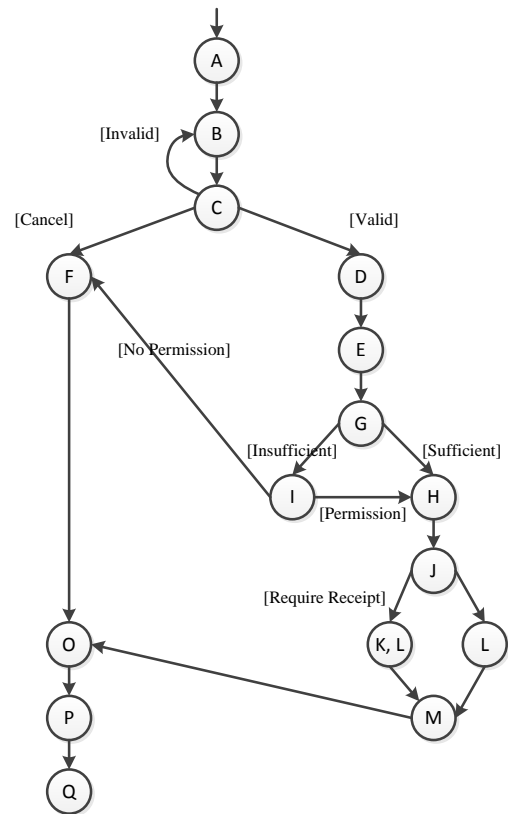 A
[Invalid]
B
C
[Cancel]
[Valid]
F
D
[No Permission]
E
G
[Insufficient]
[Sufficient]
I
H
[Permission]
J
[Require Receipt]
O
K, L
L
P
M
Q